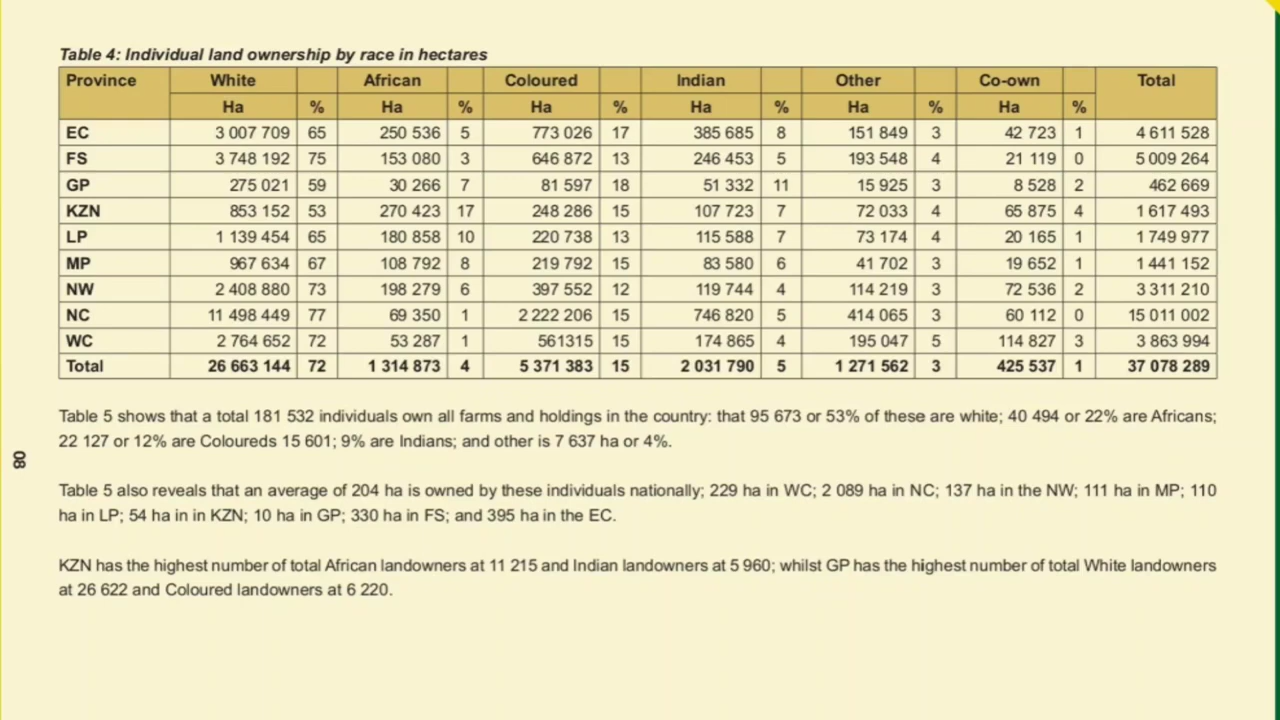 Table 4: Individual land ownership by race in hectares
Province White African Coloured Indian Other Co-own Total
Ha % Ha % Ha % Ha % Ha % Ha %
EC 3 007 709 65 250 536 5 773 026 17 385 685 8 151 849 3 42 723 1 4 611 528
FS 3 748 192 75 153 080 3 646 872 13 246 453 5 193 548 4 21 119 0 5 009 264
GP 275 021 59 30 266 7 81 597 18 51 332 11 15 925 3 8 528 2 462 669
KZN 853 152 53 270 423 17 248 286 15 107 723 7 72 033 4 65 875 4 1 617 493
LP 1 139 454 65 180 858 10 220 738 13 115 588 7 73 174 4 20 165 1 1 749 977
MP 967 634 67 108 792 8 219 792 15 83 580 6 41 702 3 19 652 1 1 441 152
NW 2 408 880 73 198 279 6 397 552 12 119 744 4 114 219 3 72 536 2 3 311 210
NC 11 498 449 77 69 350 1 2 222 206 15 746 820 5 414 065 3 60 112 0 15 011 002
WC 2 764 652 72 53 287 1 561315 15 174 865 4 195 047 5 114 827 3 3 863 994
Total 26 663 144 72 1 314 873 4 5 371 383 15 2 031 790 5 1 271 562 3 425 537 1 37 078 289
Table 5 shows that a total 181 532 individuals own all farms and holdings in the country: that 95 673 or 53% of these are white; 40 494 or 22% are Africans;
22 127 or 12% are Coloureds 15 601; 9% are Indians; and other is 7 637 ha or 4%.
Table 5 also reveals that an average of 204 ha is owned by these individuals nationally; 229 ha in WC; 2 089 ha in NC; 137 ha in the NW; 111 ha in MP; 110
ha in LP; 54 ha in in KZN; 10 ha in GP; 330 ha in FS; and 395 ha in the EC.
KZN has the highest number of total African landowners at 11 215 and Indian landowners at 5 960; whilst GP has the highest number of total White landowners
at 26 622 and Coloured landowners at 6 220.
08